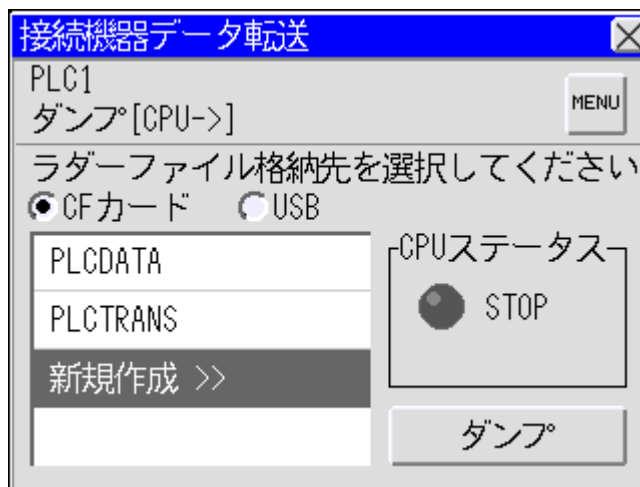 接続機器データ転送
PLC1
ダンプ[CPU->]
MENU
ラダーファイル格納先を選択してください
CFカード USB
PLCDATA
PLCTRANS
新規作成 >>
CPUステータス
STOP
ダンプ